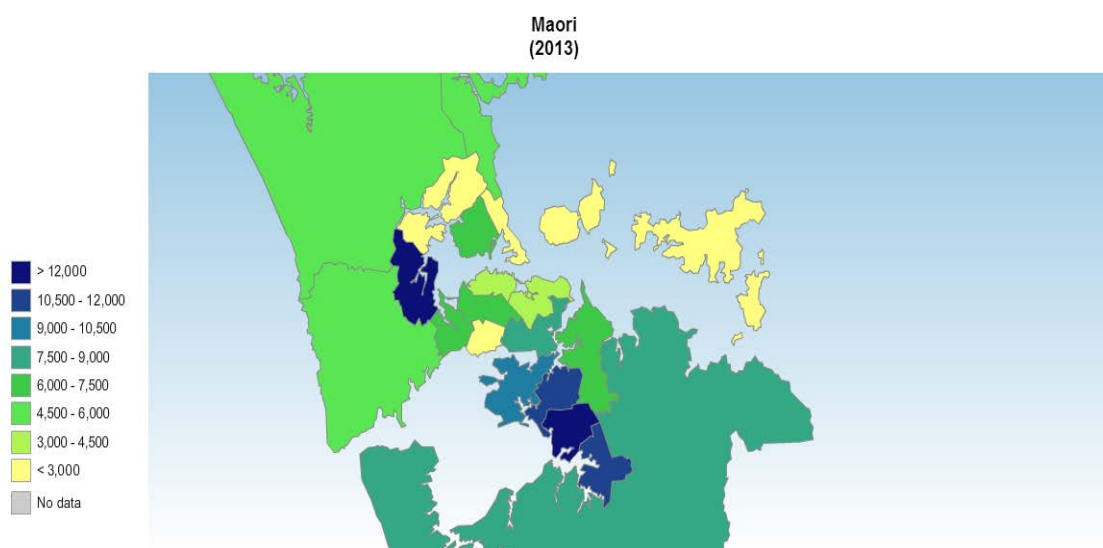 Maori
(2013)
> 12,000
10,500 - 12,000
9,000 - 10,500
7,500 - 9,000
6,000 - 7,500
4,500 - 6,000
3,000 - 4,500
< 3,000
No data